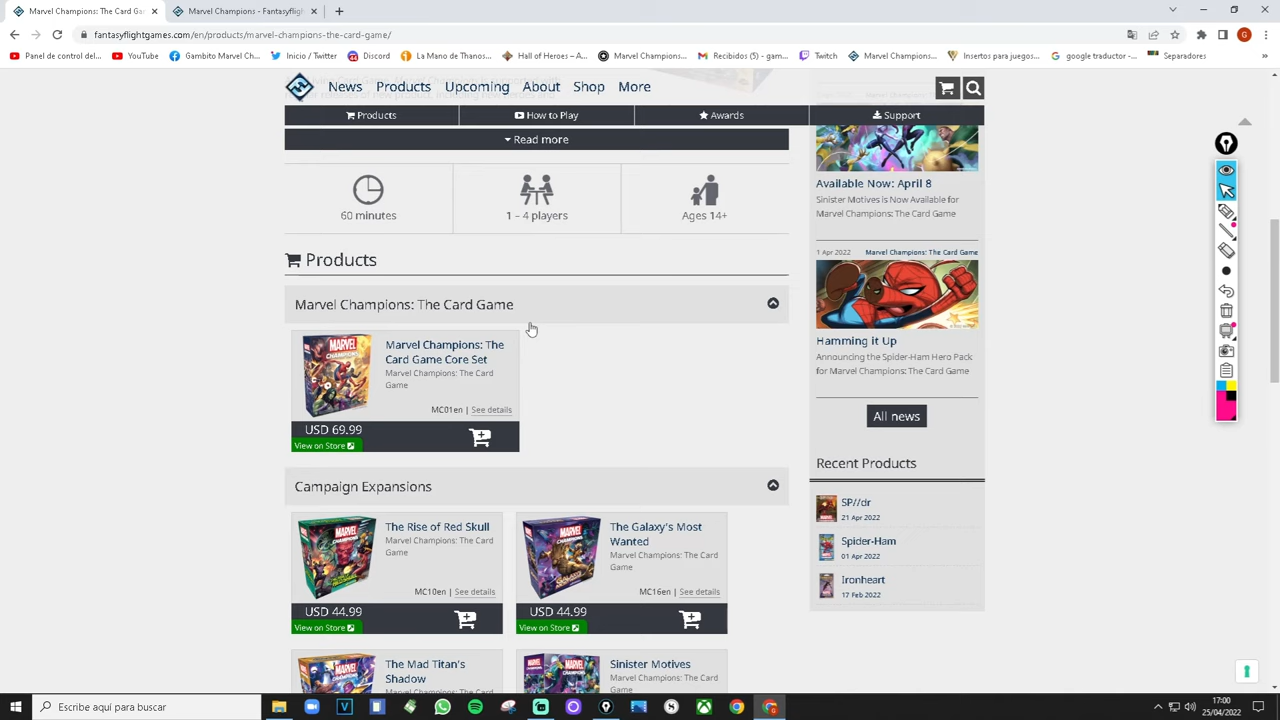 Marvel Champions: The Card Ga
Marvel Champions - Fantasyflight
fantasyflightgames.com/en/products/marvel-champions-the-card-game/
Panel de control del...
YouTube
Gambito Marvel Ch...
Inicio / Twitter
Discord
La Mano de Thanos...
Hall of Heroes – A...
Marvel Champions...
Recibidos (5) - gam...
Twitch
Marvel Champions...
Insertos para juegos...
google traductor -...
Separadores
News
Products
Upcoming
About
Shop
More
Products
How to Play
Awards
Support
Read more
60 minutes
1 – 4 players
Ages 14+
Products
Marvel Champions: The Card Game
Marvel Champions: The
Card Game Core Set
Marvel Champions: The Card
Game
MC01en | See details
USD 69.99
View on Store
Campaign Expansions
The Rise of Red Skull
Marvel Champions: The Card
Game
MC10en | See details
USD 44.99
View on Store
The Galaxy's Most
Wanted
Marvel Champions: The Card
Game
MC16en | See details
USD 44.99
View on Store
The Mad Titan's
Shadow
Marvel Champions: The Card
Sinister Motives
Marvel Champions: The Card
Game
Available Now: April 8
Sinister Motives is Now Available for
Marvel Champions: The Card Game
1 Apr 2022
Marvel Champions: The Card Game
Hamming it Up
Announcing the Spider-Ham Hero Pack
for Marvel Champions: The Card Game
All news
Recent Products
SP//dr
21 Apr 2022
Spider-Ham
01 Apr 2022
Ironheart
17 Feb 2022
Escribe aquí para buscar
17:00
25/04/2022